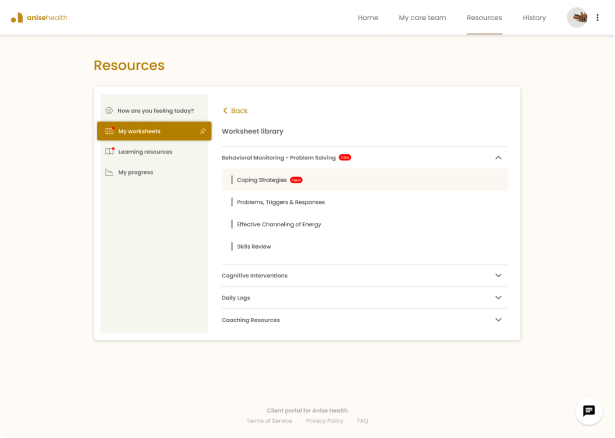 anisehealth
Home
My care team
Resources
History
Resources
How are you feeling today?
My worksheets
Learning resources
My progress
Back
Worksheet library
Behavioral Monitoring - Problem Solving New
Coping Strategies New
Problems, Triggers & Responses
Effective Channeling of Energy
Skills Review
Cognitive Interventions
Daily Logs
Coaching Resources
Client portal for Anise Health
Terms of Service
Privacy Policy
FAQ